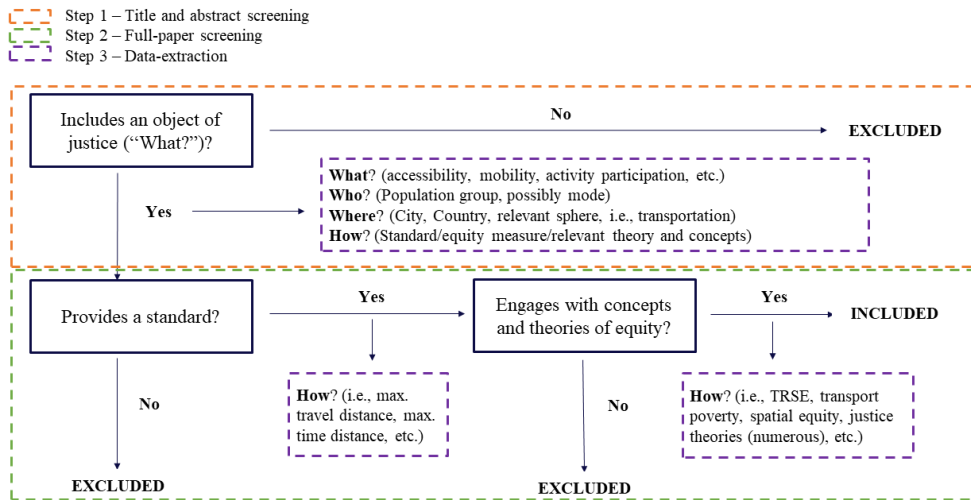 Step 1 – Title and abstract screening
Step 2 – Full-paper screening
Step 3 – Data-extraction
Includes an object of
justice (“What?”)?
No
EXCLUDED
Yes
What? (accessibility, mobility, activity participation, etc.)
Who? (Population group, possibly mode)
Where? (City, Country, relevant sphere, i.e., transportation)
How? (Standard/equity measure/relevant theory and concepts)
Provides a standard?
Yes
Engages with concepts
and theories of equity?
Yes
INCLUDED
No
How? (i.e., max.
travel distance, max.
time distance, etc.)
No
How? (i.e., TRSE, transport
poverty, spatial equity, justice
theories (numerous), etc.)
EXCLUDED
EXCLUDED